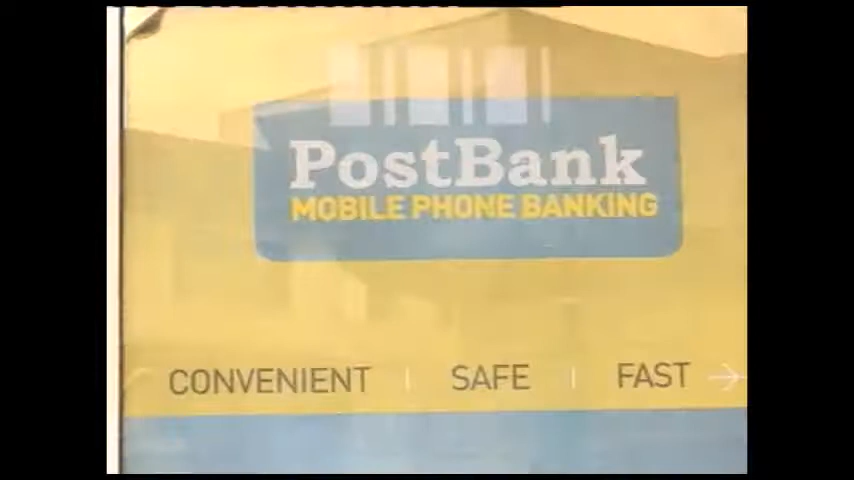 PostBank
MOBILE PHONE BANKING
CONVENIENT | SAFE | FAST